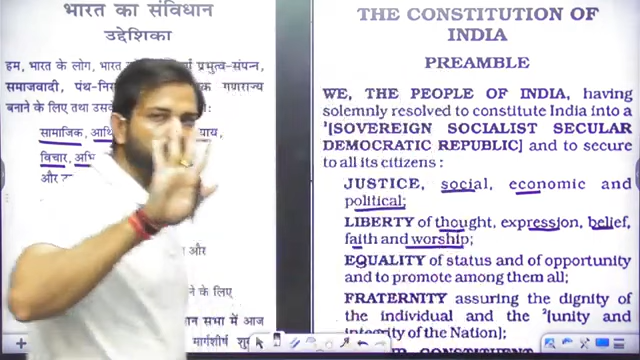 भारत का संविधान
उद्देशिका
हम, भारत के लोग, भारत प्रभुत्व-संपन्न,
समाजवादी, गणराज्य
बनाने के लिए तथा
सामाजिक,
विचार,
और
और
के लिए
सभा में आज
मार्गशीर्ष
THE CONSTITUTION OF
INDIA
PREAMBLE
WE, THE PEOPLE OF INDIA, having
solemnly resolved to constitute India into a
¹[SOVEREIGN SOCIALIST SECULAR
DEMOCRATIC REPUBLIC] and to secure
to all its citizens :
JUSTICE, social, economic and
political;
LIBERTY of thought, expression, belief,
faith and worship;
EQUALITY of status and of opportunity
and to promote among them all;
FRATERNITY assuring the dignity of
the individual and the ²[unity and
integrity of the Nation];
CONSTITUENT